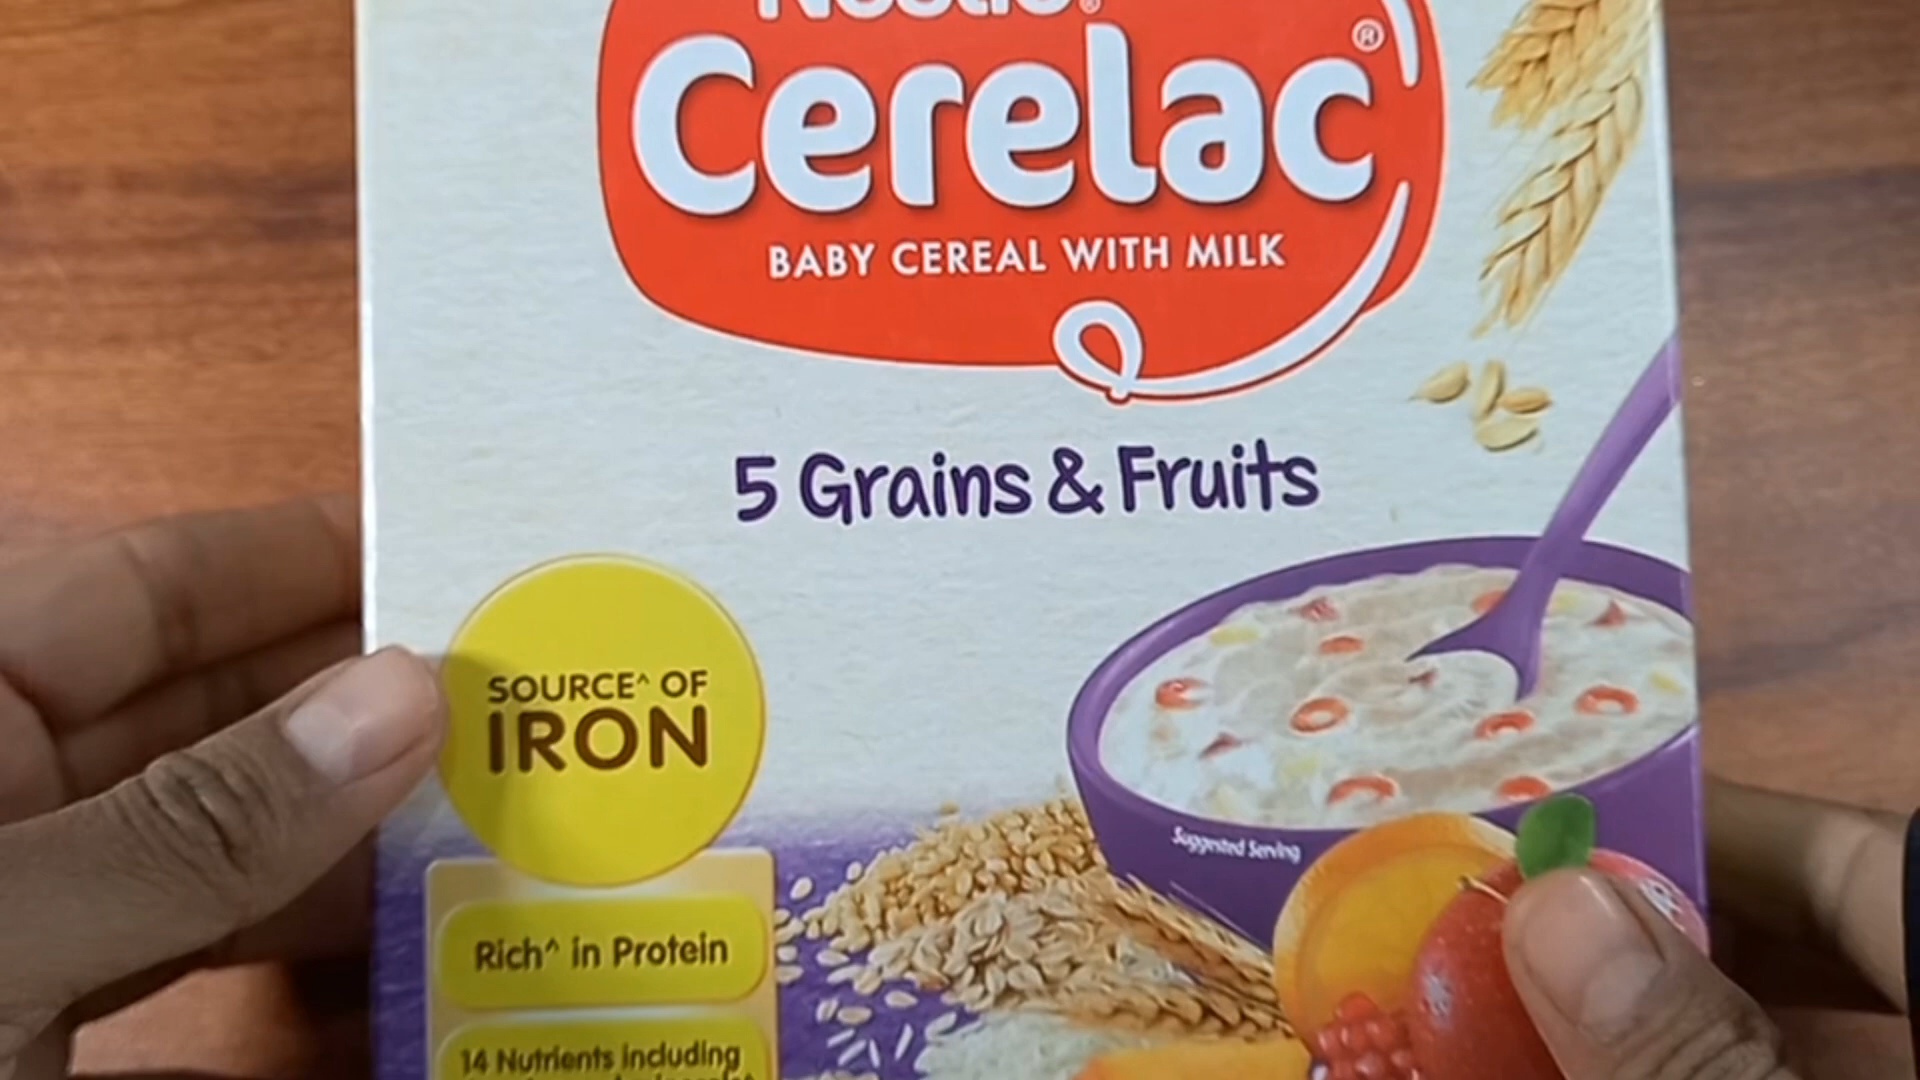 Nestle®
Cerelac®
BABY CEREAL WITH MILK
5 Grains & Fruits
SOURCE^ OF
IRON
Suggested Serving
Rich^ in Protein
14 Nutrients including